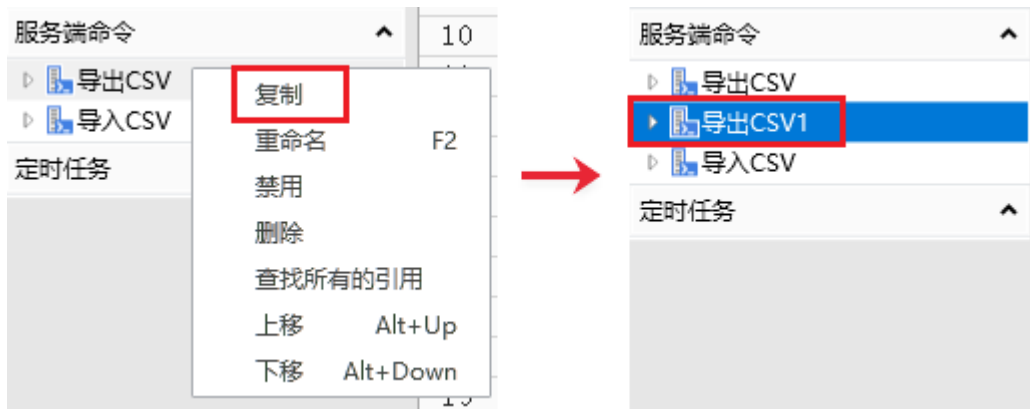 服务端命令
导出CSV
导入CSV
定时任务
10
复制
重命名 F2
禁用
删除
查找所有的引用
上移 Alt+Up
下移 Alt+Down
服务端命令
导出CSV
导出CSV1
导入CSV
定时任务